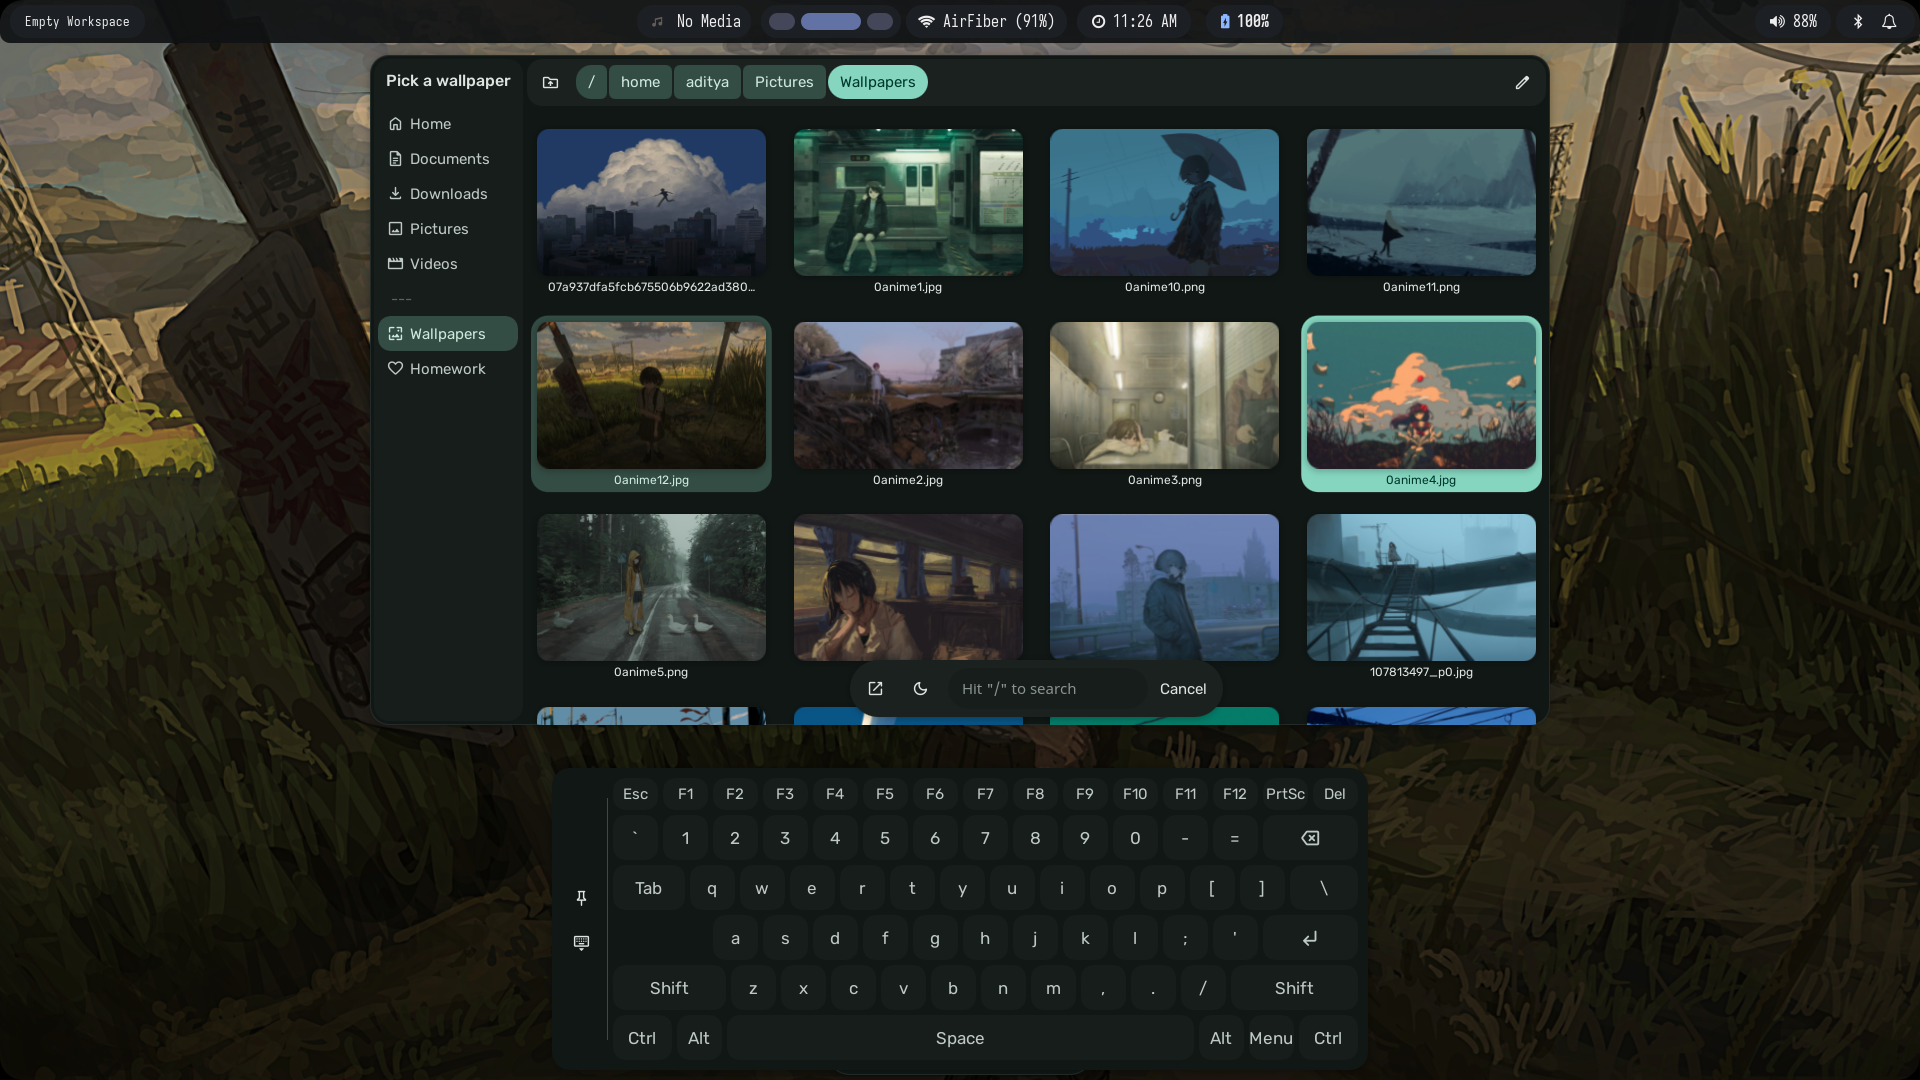 Empty Workspace
No Media
AirFiber (91%)
11:26 AM
100%
88%
Pick a wallpaper
Home
Documents
Downloads
Pictures
Videos
---
Wallpapers
Homework
/ home aditya Pictures Wallpapers
07a937dfa5fcb675506b9622ad380...
0anime1.jpg
0anime10.png
0anime11.png
0anime12.jpg
0anime2.jpg
0anime3.png
0anime4.jpg
0anime5.png
107813497_p0.jpg
Hit "/" to search
Cancel
Esc F1 F2 F3 F4 F5 F6 F7 F8 F9 F10 F11 F12 PrtSc Del
` 1 2 3 4 5 6 7 8 9 0 - =
Tab q w e r t y u i o p [ ] \
a s d f g h j k l ; '
Shift z x c v b n m , . / Shift
Ctrl Alt Space Alt Menu Ctrl